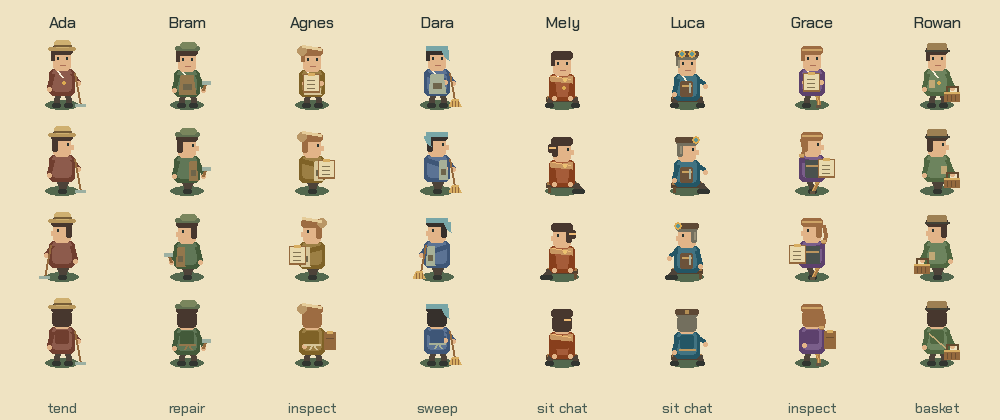 Ada Bram Agnes Dara Mely Luca Grace Rowan
tend repair inspect sweep sit chat sit chat inspect basket